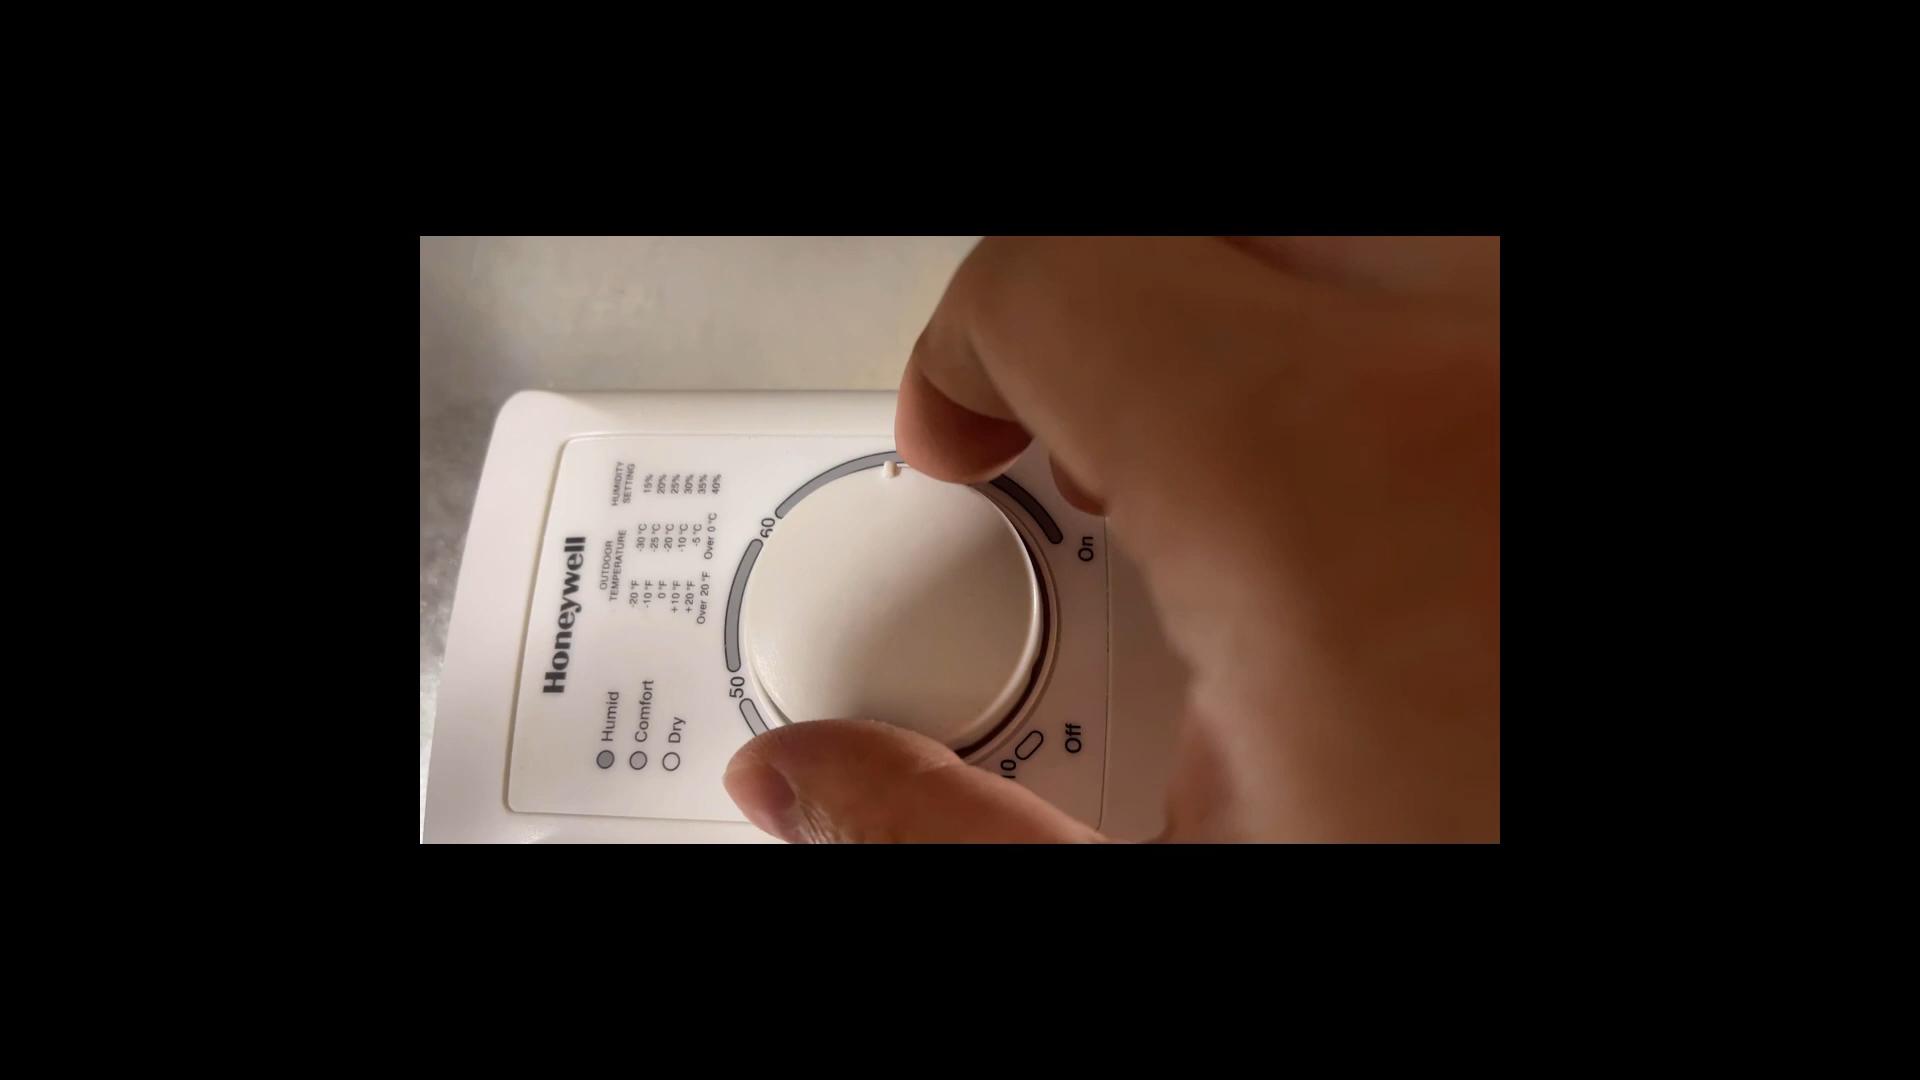 Honeywell
OUTDOOR TEMPERATURE HUMIDITY SETTING
-20 °F -30 °C 15%
-10 °F -25 °C 20%
0 °F -20 °C 25%
+10 °F -10 °C 30%
+20 °F -5 °C 35%
Over 20 °F Over 0 °C 40%
Humid
Comfort
Dry
50
60
10
Off
On